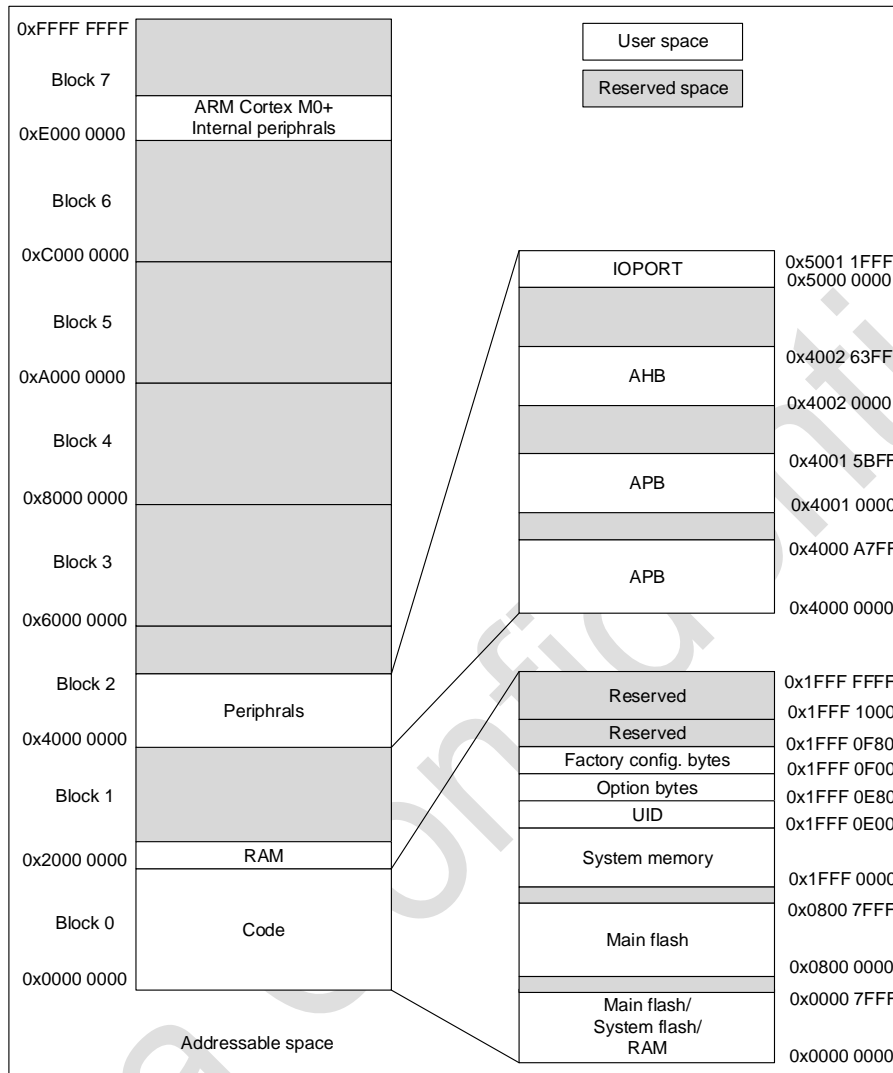 0xFFFF FFFF
Block 7
ARM Cortex M0+
Internal periphrals
0xE000 0000
Block 6
0xC000 0000
Block 5
0xA000 0000
Block 4
0x8000 0000
Block 3
0x6000 0000
Block 2
Periphrals
0x4000 0000
Block 1
0x2000 0000
RAM
Block 0
Code
0x0000 0000
Addressable space
User space
Reserved space
IOPORT
0x5001 1FFF
0x5000 0000
0x4002 63FF
AHB
0x4002 0000
0x4001 5BFF
APB
0x4001 0000
0x4000 A7FF
APB
0x4000 0000
0x1FFF FFFF
Reserved
0x1FFF 1000
Reserved
0x1FFF 0F80
Factory config. bytes
0x1FFF 0F00
Option bytes
0x1FFF 0E80
UID
0x1FFF 0E00
System memory
0x1FFF 0000
0x0800 7FFF
Main flash
0x0800 0000
0x0000 7FFF
Main flash/
System flash/
RAM
0x0000 0000